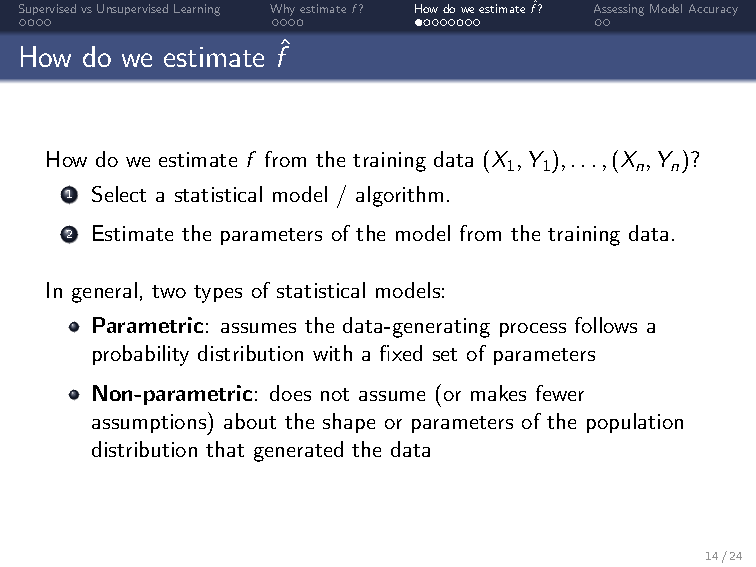 Supervised vs Unsupervised Learning Why estimate f? How do we estimate f̂? Assessing Model Accuracy
How do we estimate f̂
How do we estimate f from the training data (X₁, Y₁), . . . , (Xₙ, Yₙ)?
1 Select a statistical model / algorithm.
2 Estimate the parameters of the model from the training data.
In general, two types of statistical models:
Parametric: assumes the data-generating process follows a
probability distribution with a fixed set of parameters
Non-parametric: does not assume (or makes fewer
assumptions) about the shape or parameters of the population
distribution that generated the data
14 / 24